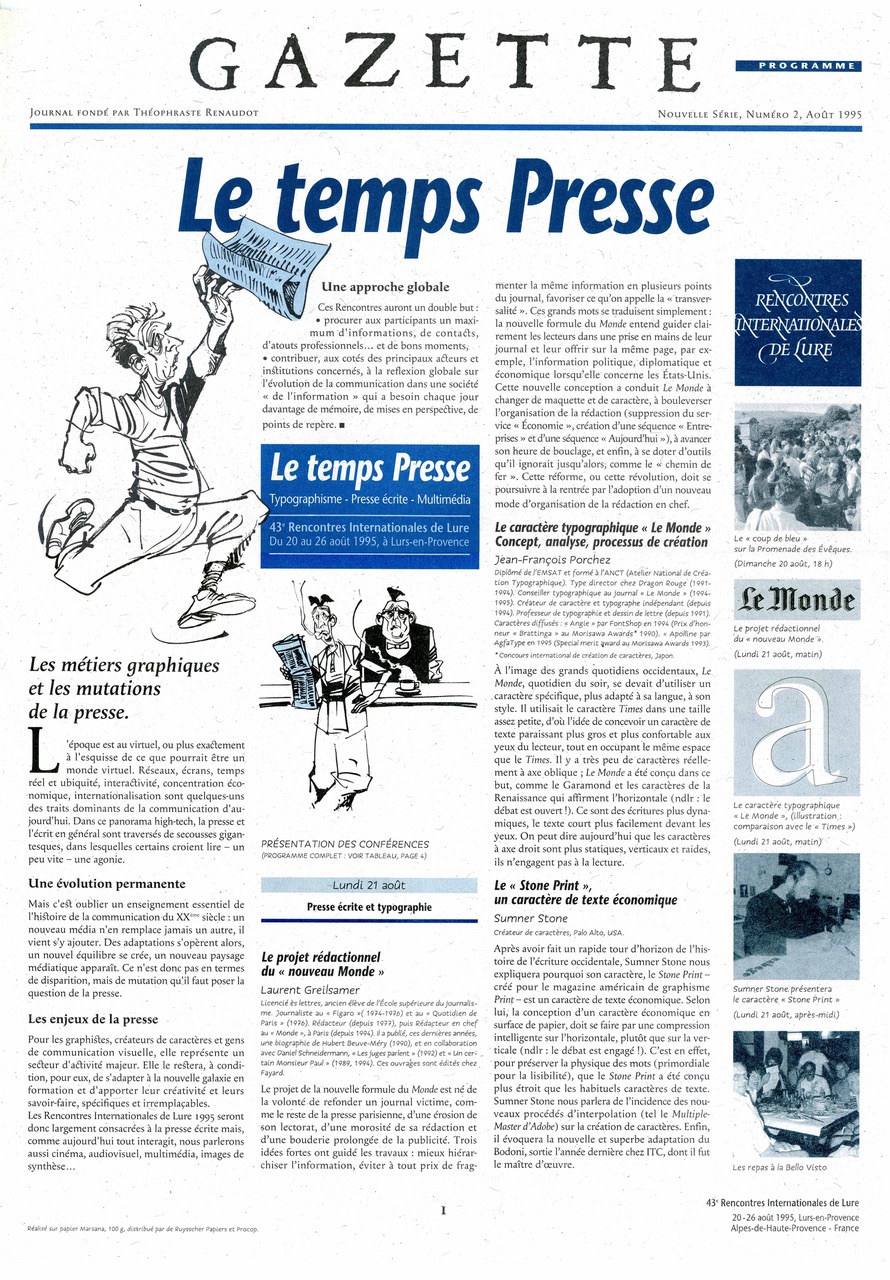 GAZETTE
PROGRAMME
Journal fondé par Théophraste Renaudot
Nouvelle Série, Numéro 2, Août 1995
Le temps Presse
Les métiers graphiques
et les mutations
de la presse.
L'époque est au virtuel, ou plus exactement
à l'esquisse de ce que pourrait être un
monde virtuel. Réseaux, écrans, temps
réel et ubiquité, interactivité, concentration éco-
nomique, internationalisation sont quelques-uns
des traits dominants de la communication d'au-
jourd'hui. Dans ce panorama high-tech, la presse et
l'écrit en général sont traversés de secousses gigan-
tesques, dans lesquelles certains croient lire – un
peu vite – une agonie.
Une évolution permanente
Mais c'est oublier un enseignement essentiel de
l'histoire de la communication du XXème siècle : un
nouveau média n'en remplace jamais un autre, il
vient s'y ajouter. Des adaptations s'opèrent alors,
un nouvel équilibre se crée, un nouveau paysage
médiatique apparaît. Ce n'est donc pas en termes
de disparition, mais de mutation qu'il faut poser la
question de la presse.
Les enjeux de la presse
Pour les graphistes, créateurs de caractères et gens
de communication visuelle, elle représente un
secteur d'activité majeur. Elle le restera, à condi-
tion, pour eux, de s'adapter à la nouvelle galaxie en
formation et d'apporter leur créativité et leurs
savoir-faire, spécifiques et irremplaçables.
Les Rencontres Internationales de Lure 1995 seront
donc largement consacrées à la presse écrite mais,
comme aujourd'hui tout interagit, nous parlerons
aussi cinéma, audiovisuel, multimédia, images de
synthèse…
Une approche globale
Ces Rencontres auront un double but :
• procurer aux participants un maxi-
mum d'informations, de contacts,
d'atouts professionnels… et de bons moments,
• contribuer, aux cotés des principaux acteurs et
institutions concernés, à la reflexion globale sur
l'évolution de la communication dans une société
« de l'information » qui a besoin chaque jour
davantage de mémoire, de mises en perspective, de
points de repère. ■
Le temps Presse
Typographisme - Presse écrite - Multimédia
43e Rencontres Internationales de Lure
Du 20 au 26 août 1995, à Lurs-en-Provence
PRÉSENTATION DES CONFÉRENCES
(PROGRAMME COMPLET : VOIR TABLEAU, PAGE 4)
Lundi 21 août
Presse écrite et typographie
Le projet rédactionnel
du « nouveau Monde »
Laurent Greilsamer
Licencié ès lettres, ancien élève de l'École supérieure du journalis-
me. Journaliste au « Figaro »( 1974-1976) et au « Quotidien de
Paris » (1976). Rédacteur (depuis 1977), puis Rédacteur en chef
au « Monde », à Paris (depuis 1994). Il a publié, ces dernières années,
une biographie de Hubert Beuve-Méry (1990), et en collaboration
avec Daniel Schneidermann, « Les juges parlent » (1992) et « Un cer-
tain Monsieur Paul » (1989, 1994). Ces ouvrages sont édités chez
Fayard.
Le projet de la nouvelle formule du Monde est né de
la volonté de refonder un journal victime, com-
me le reste de la presse parisienne, d'une érosion de
son lectorat, d'une morosité de sa rédaction et
d'une bouderie prolongée de la publicité. Trois
idées fortes ont guidé les travaux : mieux hiérar-
chiser l'information, éviter à tout prix de frag-
menter la même information en plusieurs points
du journal, favoriser ce qu'on appelle la « transver-
salité ». Ces grands mots se traduisent simplement :
la nouvelle formule du Monde entend guider clai-
rement les lecteurs dans une prise en mains de leur
journal et leur offrir sur la même page, par ex-
emple, l'information politique, diplomatique et
économique lorsqu'elle concerne les États-Unis.
Cette nouvelle conception a conduit Le Monde à
changer de maquette et de caractère, à bouleverser
l'organisation de la rédaction (suppression du ser-
vice « Économie », création d'une séquence « Entre-
prises » et d'une séquence « Aujourd'hui »), à avancer
son heure de bouclage, et enfin, à se doter d'outils
qu'il ignorait jusqu'alors, comme le « chemin de
fer ». Cette réforme, ou cette révolution, doit se
poursuivre à la rentrée par l'adoption d'un nouveau
mode d'organisation de la rédaction en chef.
Le caractère typographique « Le Monde »
Concept, analyse, processus de création
Jean-François Porchez
Diplômé de l'EMSAT et formé à l'ANCT (Atelier National de Créa-
tion Typographique). Type director chez Dragon Rouge (1991-
1994). Conseiller typographique au journal « Le Monde » (1994-
1995). Créateur de caractère et typographe indépendant (depuis
1994). Professeur de typographie et dessin de lettre (depuis 1991).
Caractères diffusés : « Angie » par FontShop en 1994 (Prix d'hon-
neur « Brattinga » au Morisawa Awards* 1990). « Apolline par
AgfaType en 1995 (Special merit award au Morisawa Awards 1993).
* Concours international de création de caractères, Japon.
À l'image des grands quotidiens occidentaux, Le
Monde, quotidien du soir, se devait d'utiliser un
caractère spécifique, plus adapté à sa langue, à son
style. Il utilisait le caractère Times dans une taille
assez petite, d'où l'idée de concevoir un caractère de
texte paraissant plus gros et plus confortable aux
yeux du lecteur, tout en occupant le même espace
que le Times. Il y a très peu de caractères réelle-
ment à axe oblique ; Le Monde a été conçu dans ce
but, comme le Garamond et les caractères de la
Renaissance qui affirment l'horizontale (ndlr : le
débat est ouvert !). Ce sont des écritures plus dyna-
miques, le texte court plus facilement devant les
yeux. On peut dire aujourd'hui que les caractères
à axe droit sont plus statiques, verticaux et raides,
ils n'engagent pas à la lecture.
Le « Stone Print »,
un caractère de texte économique
Sumner Stone
Créateur de caractères, Palo Alto, USA.
Après avoir fait un rapide tour d'horizon de l'his-
toire de l'écriture occidentale, Sumner Stone nous
expliquera pourquoi son caractère, le Stone Print –
créé pour le magazine américain de graphisme
Print – est un caractère de texte économique. Selon
lui, la conception d'un caractère économique en
surface de papier, doit se faire par une compression
intelligente sur l'horizontale, plutôt que sur la ver-
ticale (ndlr : le débat est engagé !). C'est en effet,
pour préserver la physique des mots (primordiale
pour la lisibilité), que le Stone Print a été conçu
plus étroit que les habituels caractères de texte.
Sumner Stone nous parlera de l'incidence des nou-
veaux procédés d'interpolation (tel le Multiple-
Master d'Adobe) sur la création de caractères. Enfin,
il évoquera la nouvelle et superbe adaptation du
Bodoni, sortie l'année dernière chez ITC, dont il fut
le maître d'œuvre.
RENCONTRES
INTERNATIONALES
DE LURE
Le « coup de bleu »
sur la Promenade des Évêques.
(Dimanche 20 août, 18 h)
Le Monde
Le projet rédactionnel
du « nouveau Monde ».
(Lundi 21 août, matin)
a
Le caractère typographique
« Le Monde », (illustration :
comparaison avec le « Times »)
(Lundi 21 août, matin)
Sumner Stone présentera
le caractère « Stone Print »
(Lundi 21 août, après-midi)
Les repas à la Bello Visto
Réalisé sur papier Marsana, 100 g, distribué par de Ruysscher Papiers et Procop.
1
43e Rencontres Internationales de Lure
20-26 août 1995, Lurs-en-Provence
Alpes-de-Haute-Provence - France